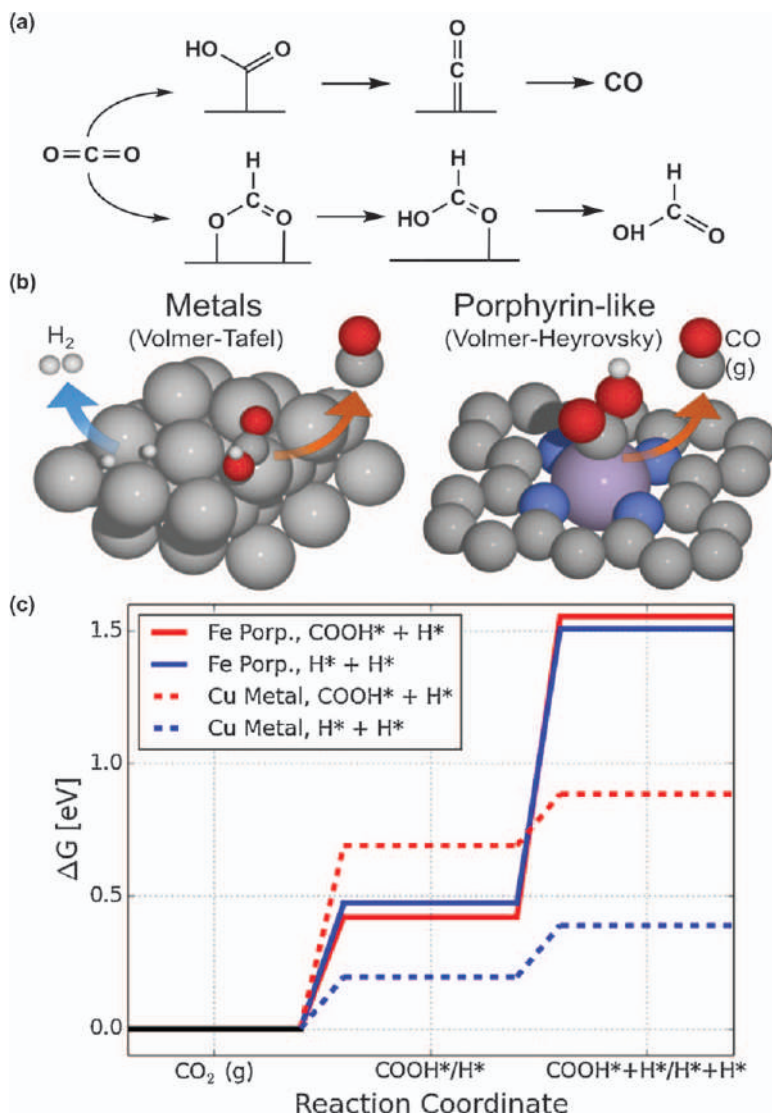 (a)
HO O
O
C
CO
O=C=O
H
O O
H
HO O
H
OH O
(b)
Metals
(Volmer-Tafel)
H₂
Porphyrin-like
(Volmer-Heyrovsky)
CO
(g)
(c)
Fe Porp., COOH* + H*
Fe Porp., H* + H*
Cu Metal, COOH* + H*
Cu Metal, H* + H*
1.5
1.0
0.5
0.0
ΔG [eV]
CO₂ (g)
COOH*/H*
COOH*+H*/H*+H*
Reaction Coordinate